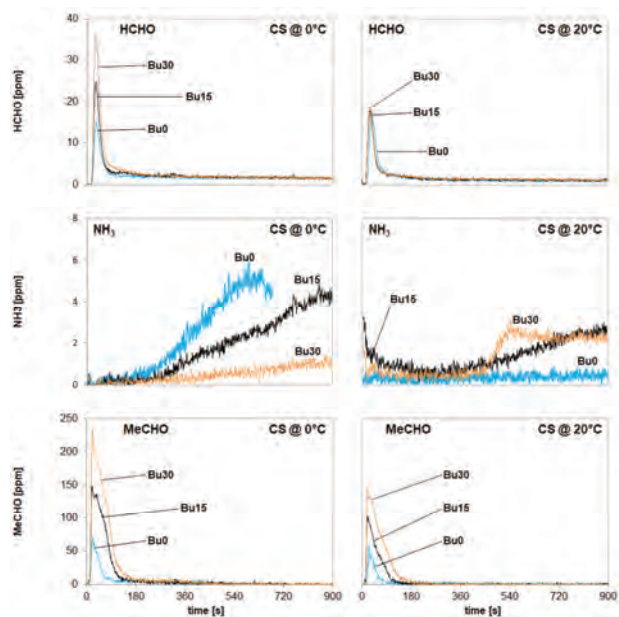 HCHO CS @ 0°C
40
Bu30
30
Bu15
20
Bu0
10
0
HCHO [ppm]
HCHO CS @ 20°C
Bu30
Bu15
Bu0
NH3 CS @ 0°C
8
Bu0
6
Bu15
4
2
Bu30
0
NH3 [ppm]
NH3 CS @ 20°C
Bu15
Bu30
Bu0
MeCHO CS @ 0°C
250
200
Bu30
150
Bu15
100
Bu0
50
0
MeCHO [ppm]
0 180 360 540 720 900
time [s]
MeCHO CS @ 20°C
Bu30
Bu15
Bu0
0 180 360 540 720 900
time [s]